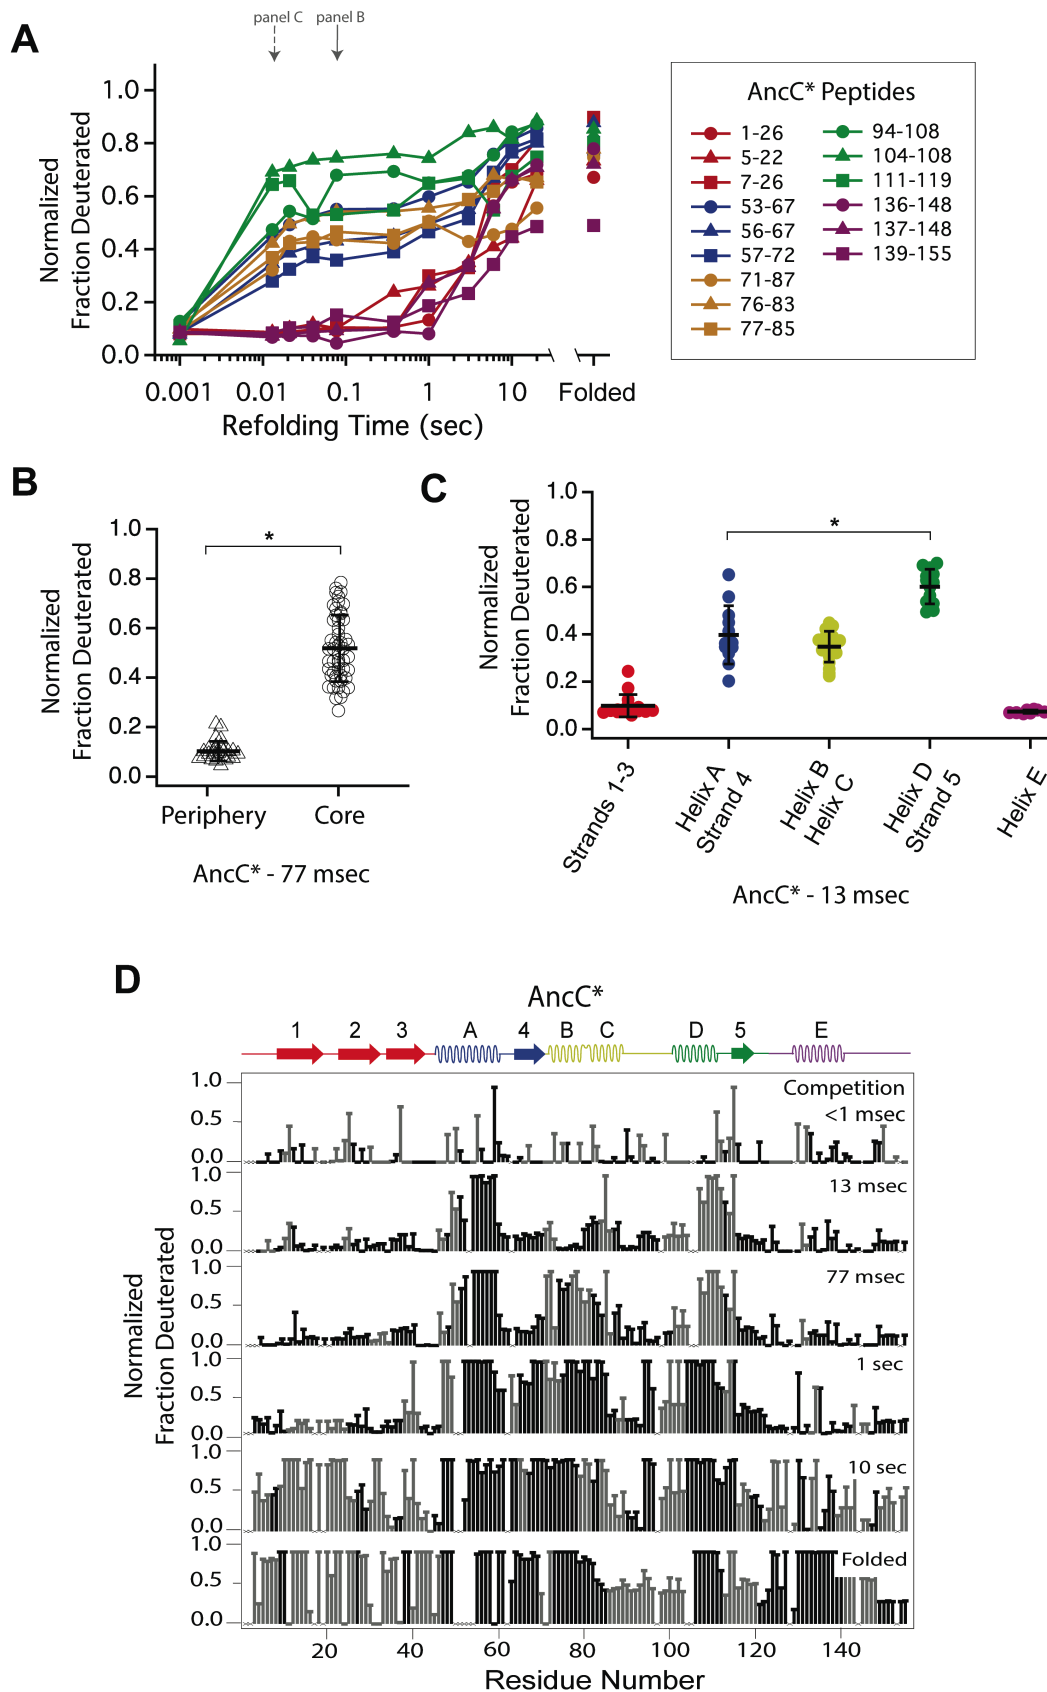 panel C panel B
A
Normalized
Fraction Deuterated
1.0
0.8
0.6
0.4
0.2
0.0
0.001 0.01 0.1 1 10 Folded
Refolding Time (sec)
AncC* Peptides
1-26
5-22
7-26
53-67
56-67
57-72
71-87
76-83
77-85
94-108
104-108
111-119
136-148
137-148
139-155
B
Normalized
Fraction Deuterated
1.0
0.8
0.6
0.4
0.2
0.0
*
Periphery Core
AncC* - 77 msec
C
Normalized
Fraction Deuterated
1.0
0.8
0.6
0.4
0.2
0.0
*
Strands 1-3
Helix A
Strand 4
Helix B
Helix C
Helix D
Strand 5
Helix E
AncC* - 13 msec
D
AncC*
1 2 3 A 4 B C D 5 E
Normalized
Fraction Deuterated
1.0
0.5
0.0
Competition
<1 msec
1.0
0.5
0.0
13 msec
1.0
0.5
0.0
77 msec
1.0
0.5
0.0
1 sec
1.0
0.5
0.0
10 sec
1.0
0.5
0.0
Folded
20 40 60 80 100 120 140
Residue Number